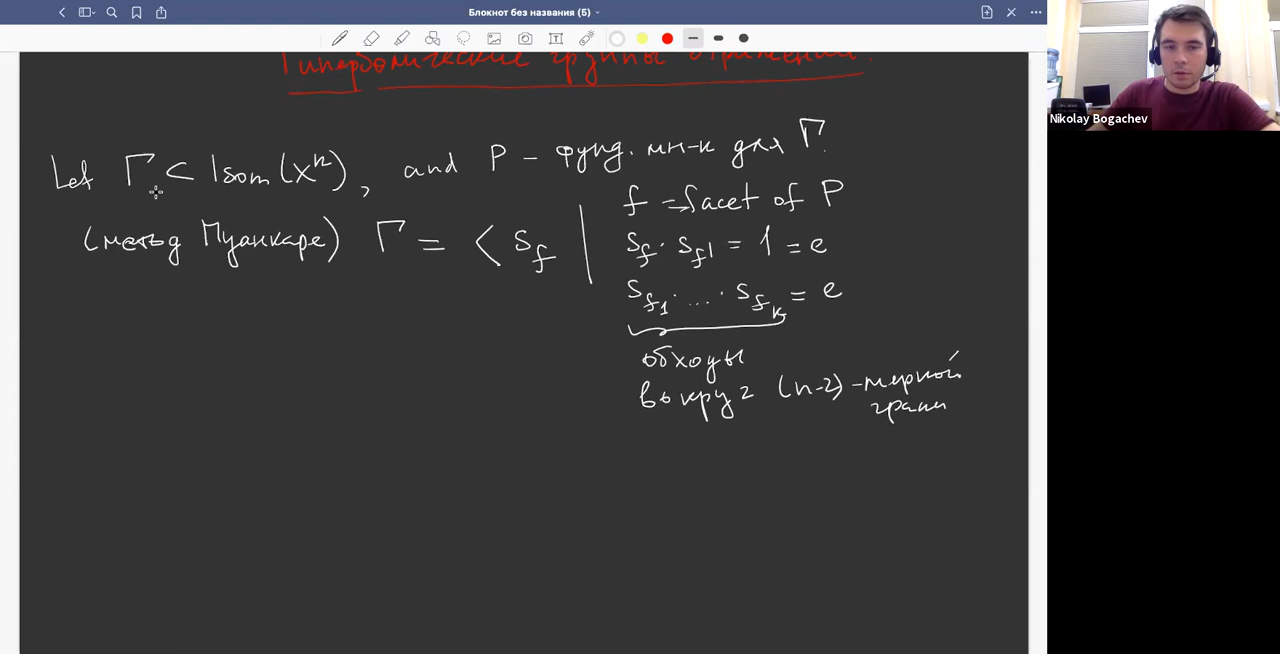 Блокнот без названия (5)
Гиперболические группы отражений.
Let Γ ⊂ Isom(Xⁿ), and P – фунд. мн-к для Γ.
(метод Пуанкаре) Γ = ⟨ s_f |
f = facet of P
s_f · s_f' = 1 = e
s_f₁ · ... · s_fₖ = e
обходы
вокруг (n-2)-мерной
грани
Nikolay Bogachev